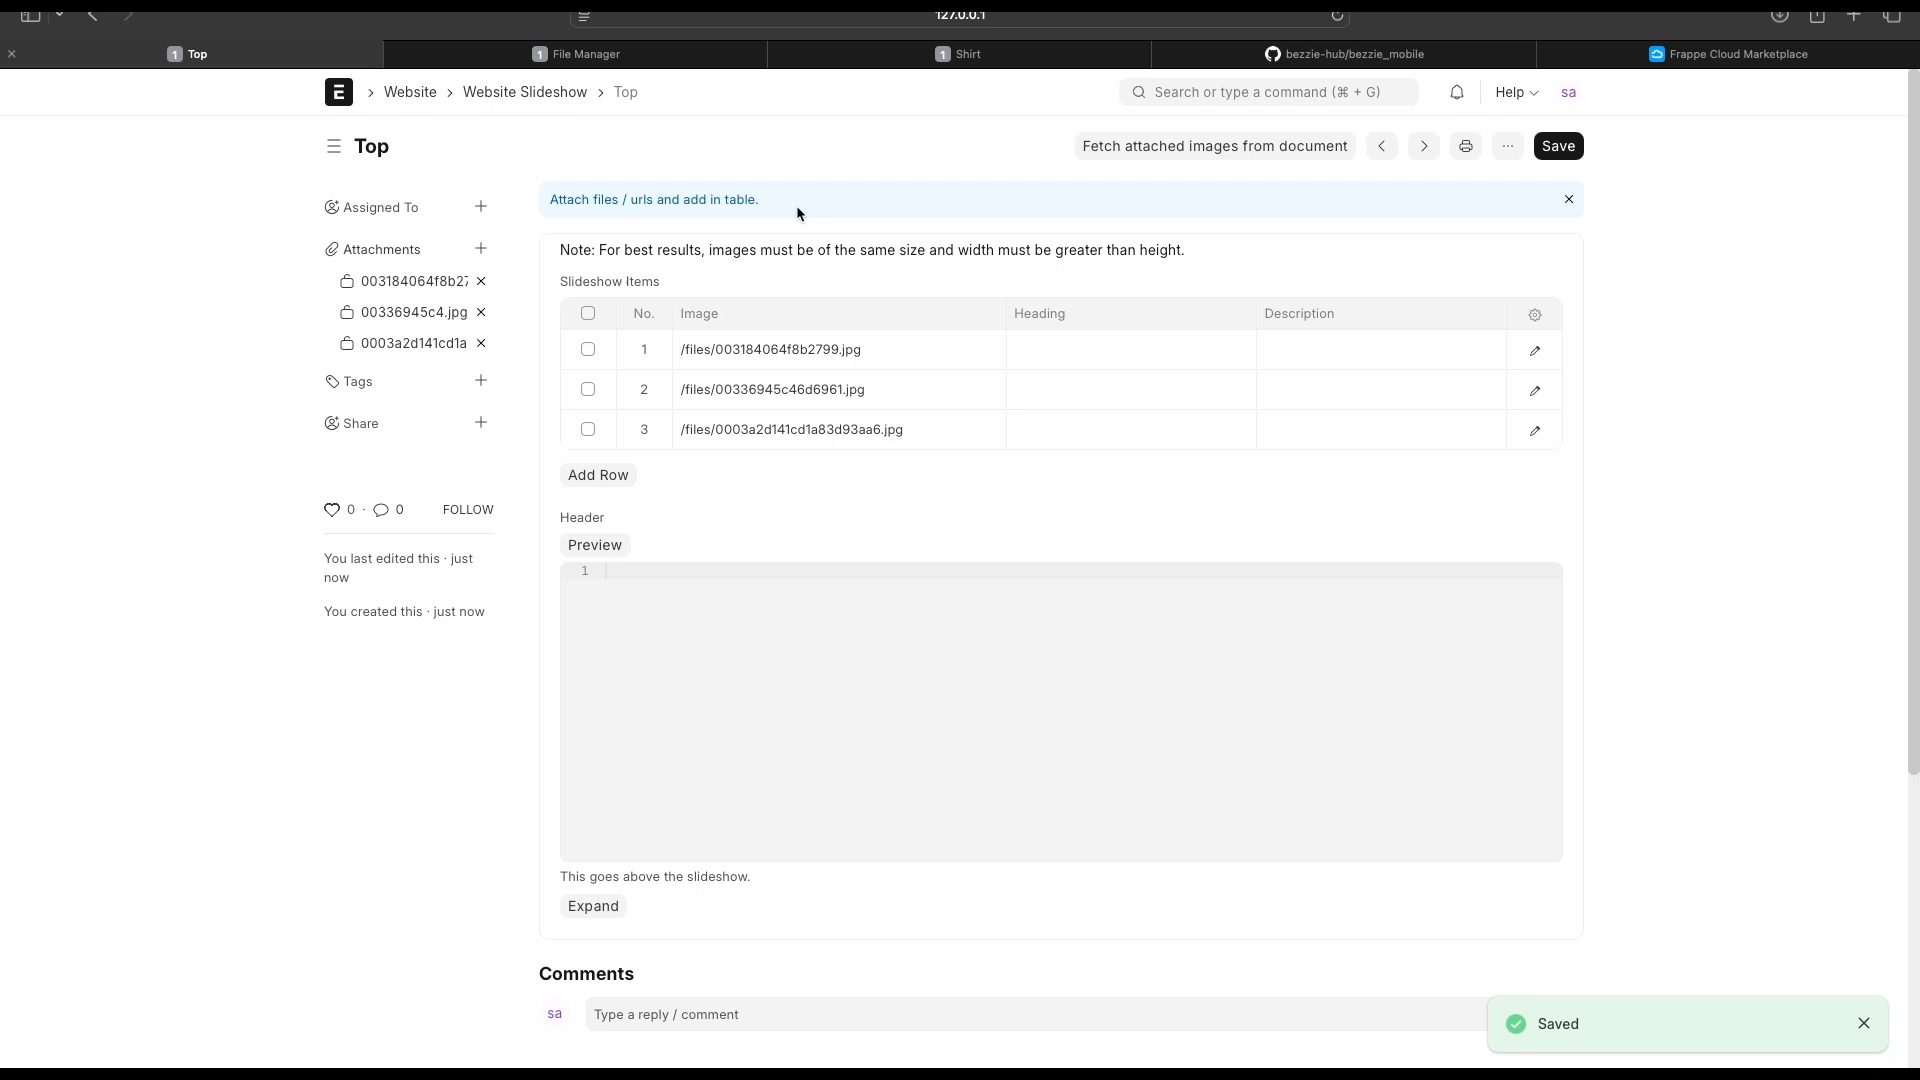 127.0.0.1
1 Top
1 File Manager
1 Shirt
bezzie-hub/bezzie_mobile
Frappe Cloud Marketplace
E
Website
Website Slideshow
Top
Search or type a command (⌘ + G)
Help
sa
Top
Fetch attached images from document
Save
Assigned To
Attachments
003184064f8b27
00336945c4.jpg
0003a2d141cd1a
Tags
Share
0 · 0 FOLLOW
You last edited this · just
now
You created this · just now
Attach files / urls and add in table.
Note: For best results, images must be of the same size and width must be greater than height.
Slideshow Items
No. Image Heading Description
1 /files/003184064f8b2799.jpg
2 /files/00336945c46d6961.jpg
3 /files/0003a2d141cd1a83d93aa6.jpg
Add Row
Header
Preview
1
This goes above the slideshow.
Expand
Comments
sa
Type a reply / comment
Saved